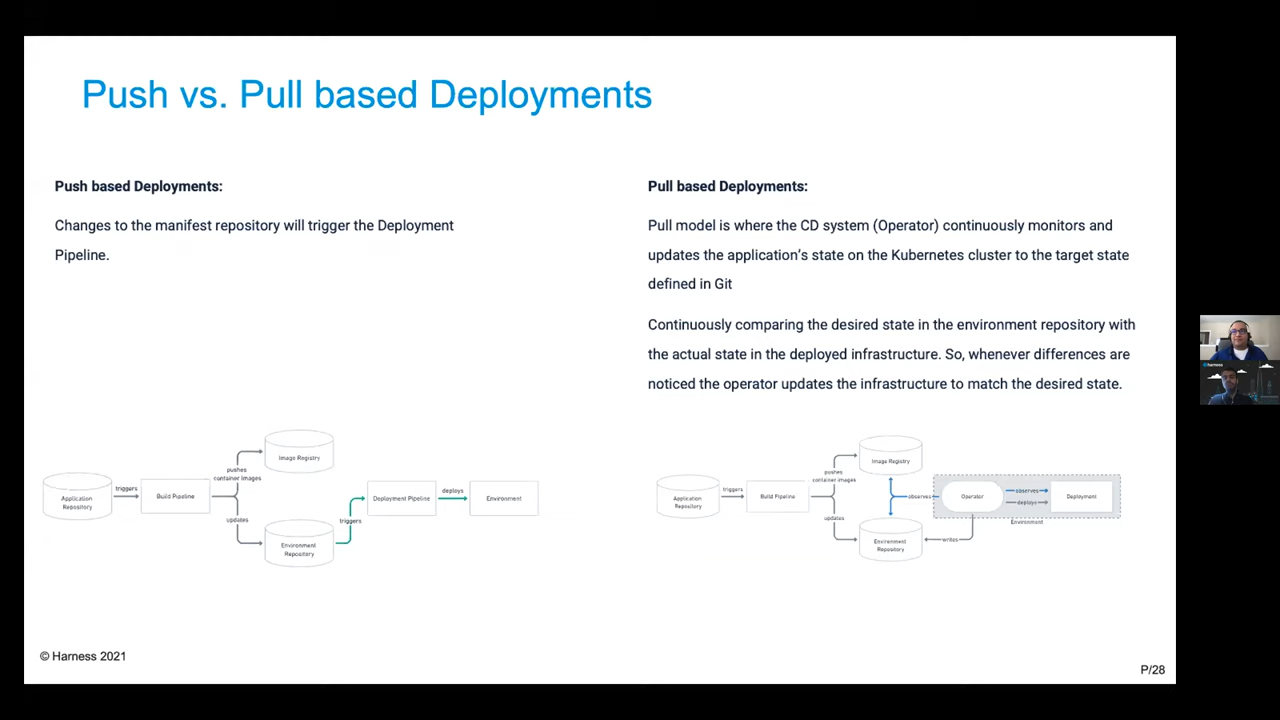 Push vs. Pull based Deployments
Push based Deployments:
Changes to the manifest repository will trigger the Deployment
Pipeline.
Pull based Deployments:
Pull model is where the CD system (Operator) continuously monitors and
updates the application's state on the Kubernetes cluster to the target state
defined in Git
Continuously comparing the desired state in the environment repository with
the actual state in the deployed infrastructure. So, whenever differences are
noticed the operator updates the infrastructure to match the desired state.
Application
Repository
triggers
Build Pipeline
pushes
container images
updates
Image Registry
Environment
Repository
triggers
Deployment Pipeline
deploys
Environment
Application
Repository
triggers
Build Pipeline
pushes
container images
updates
Image Registry
observes
Environment
Repository
writes
Operator
observes
deploys
Deployment
Environment
© Harness 2021
P/28
harness